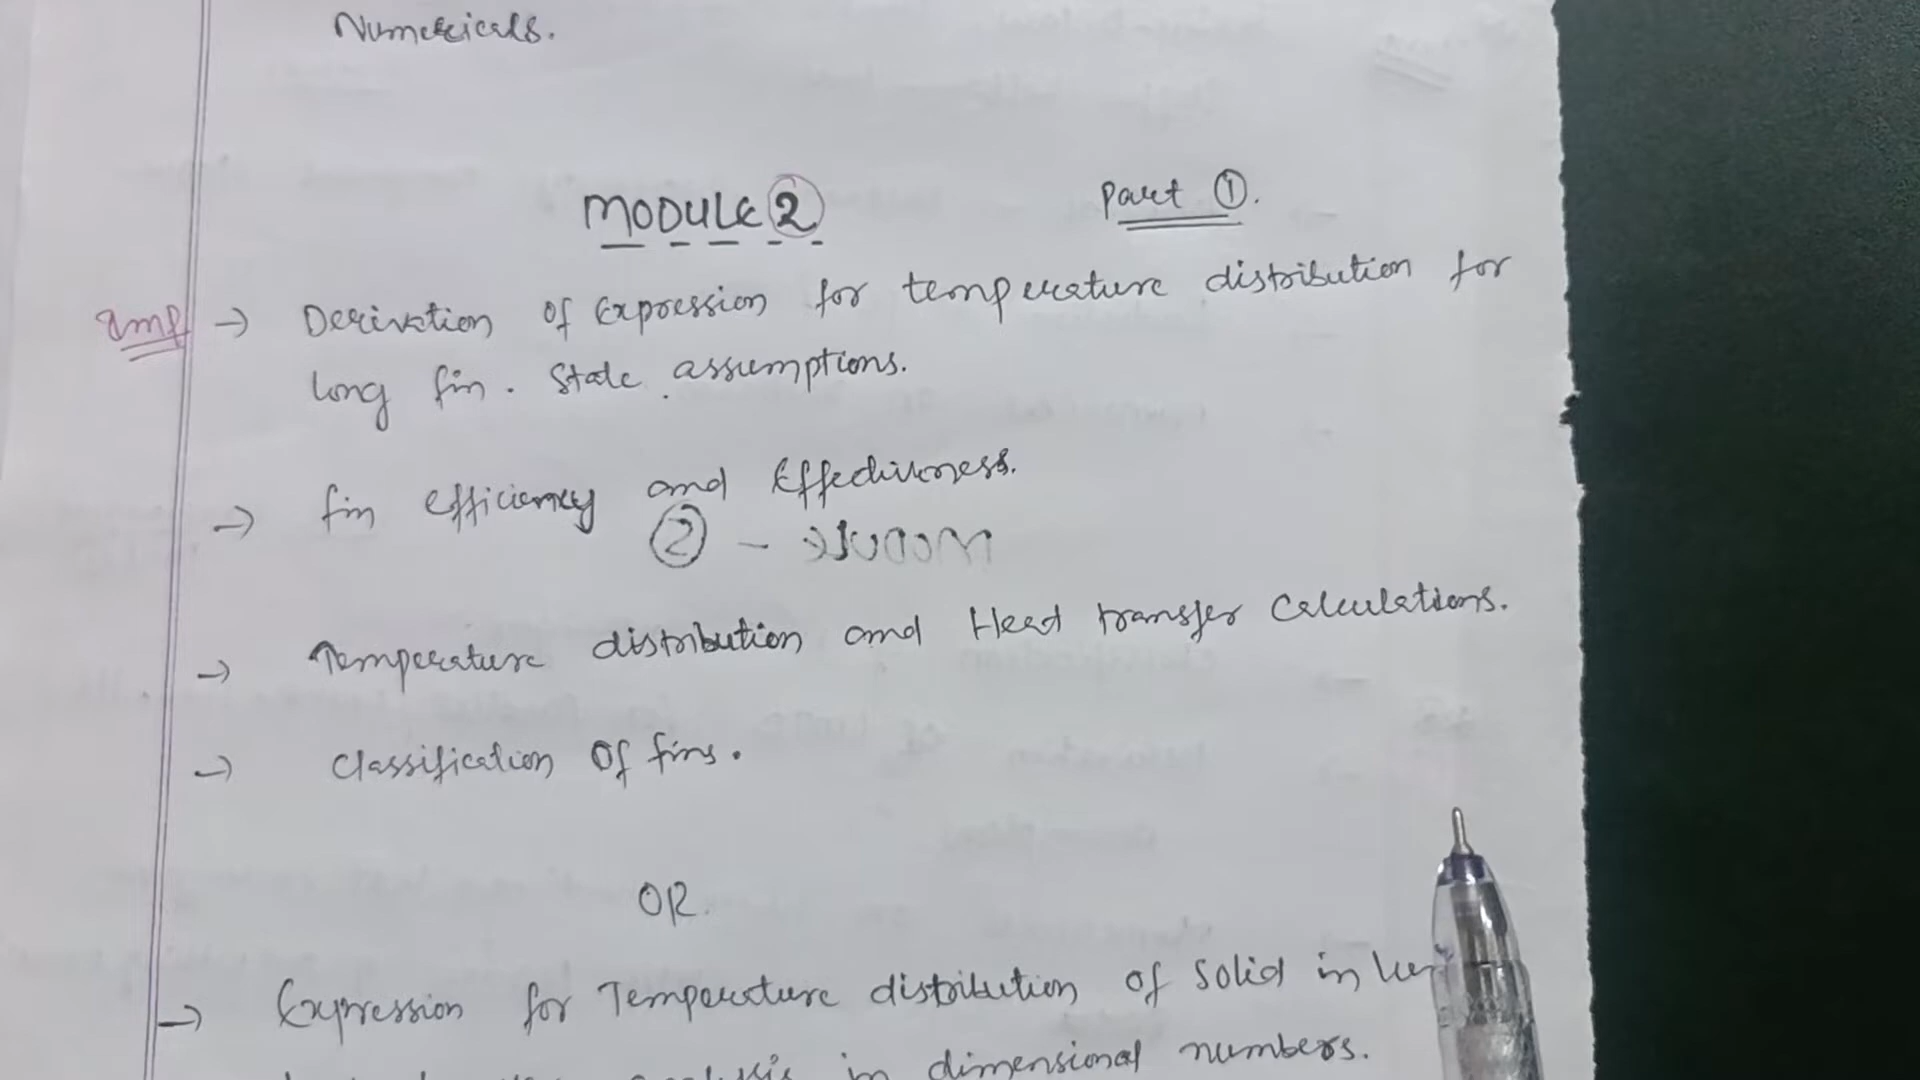 Numericals.
MODULE 2 Part 1.
Imp → Derivation of Expression for temperature distribution for
long fin. State assumptions.
→ fin efficiency and Effectiveness.
2 -
→ Temperature distribution and Heat transfer Calculations.
→ Classification of fins.
OR.
→ Expression for Temperature distribution of Solid in
in dimensional numbers.